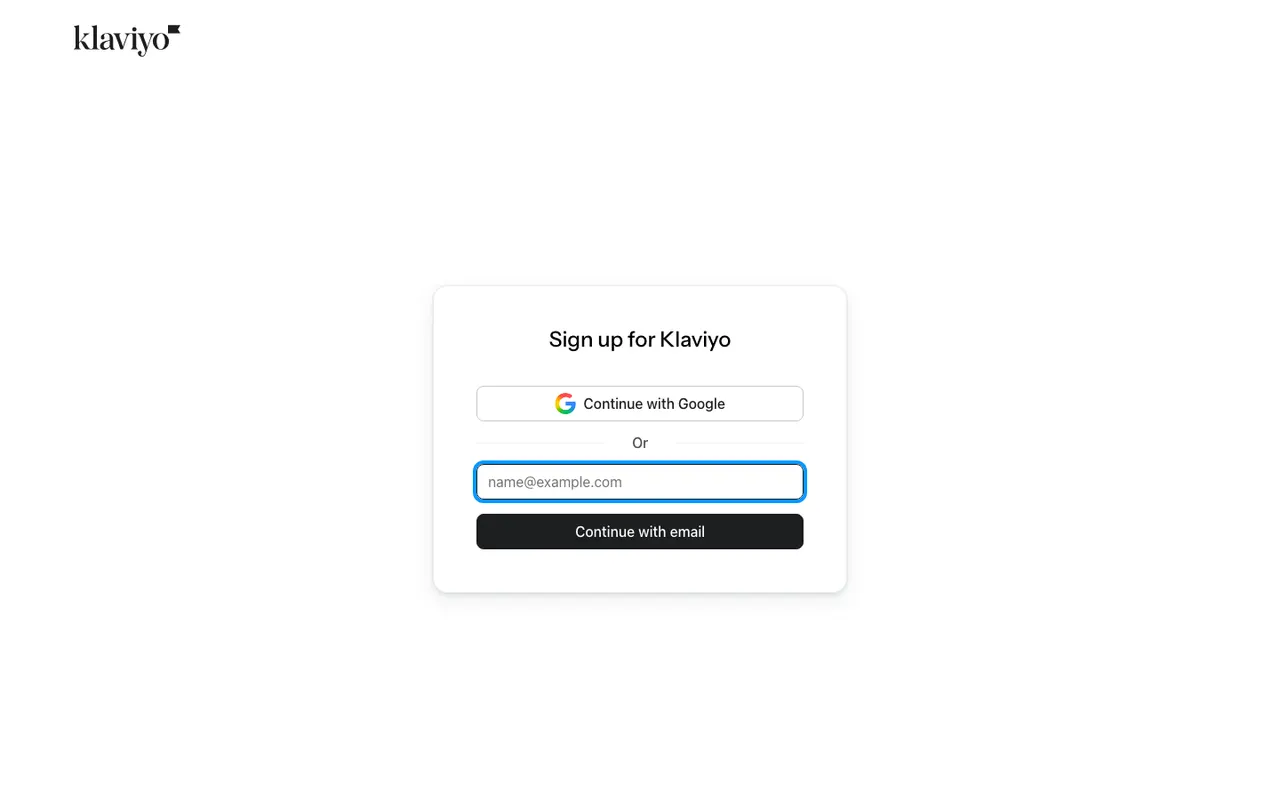 klaviyo
Sign up for Klaviyo
Continue with Google
Or
name@example.com
Continue with email